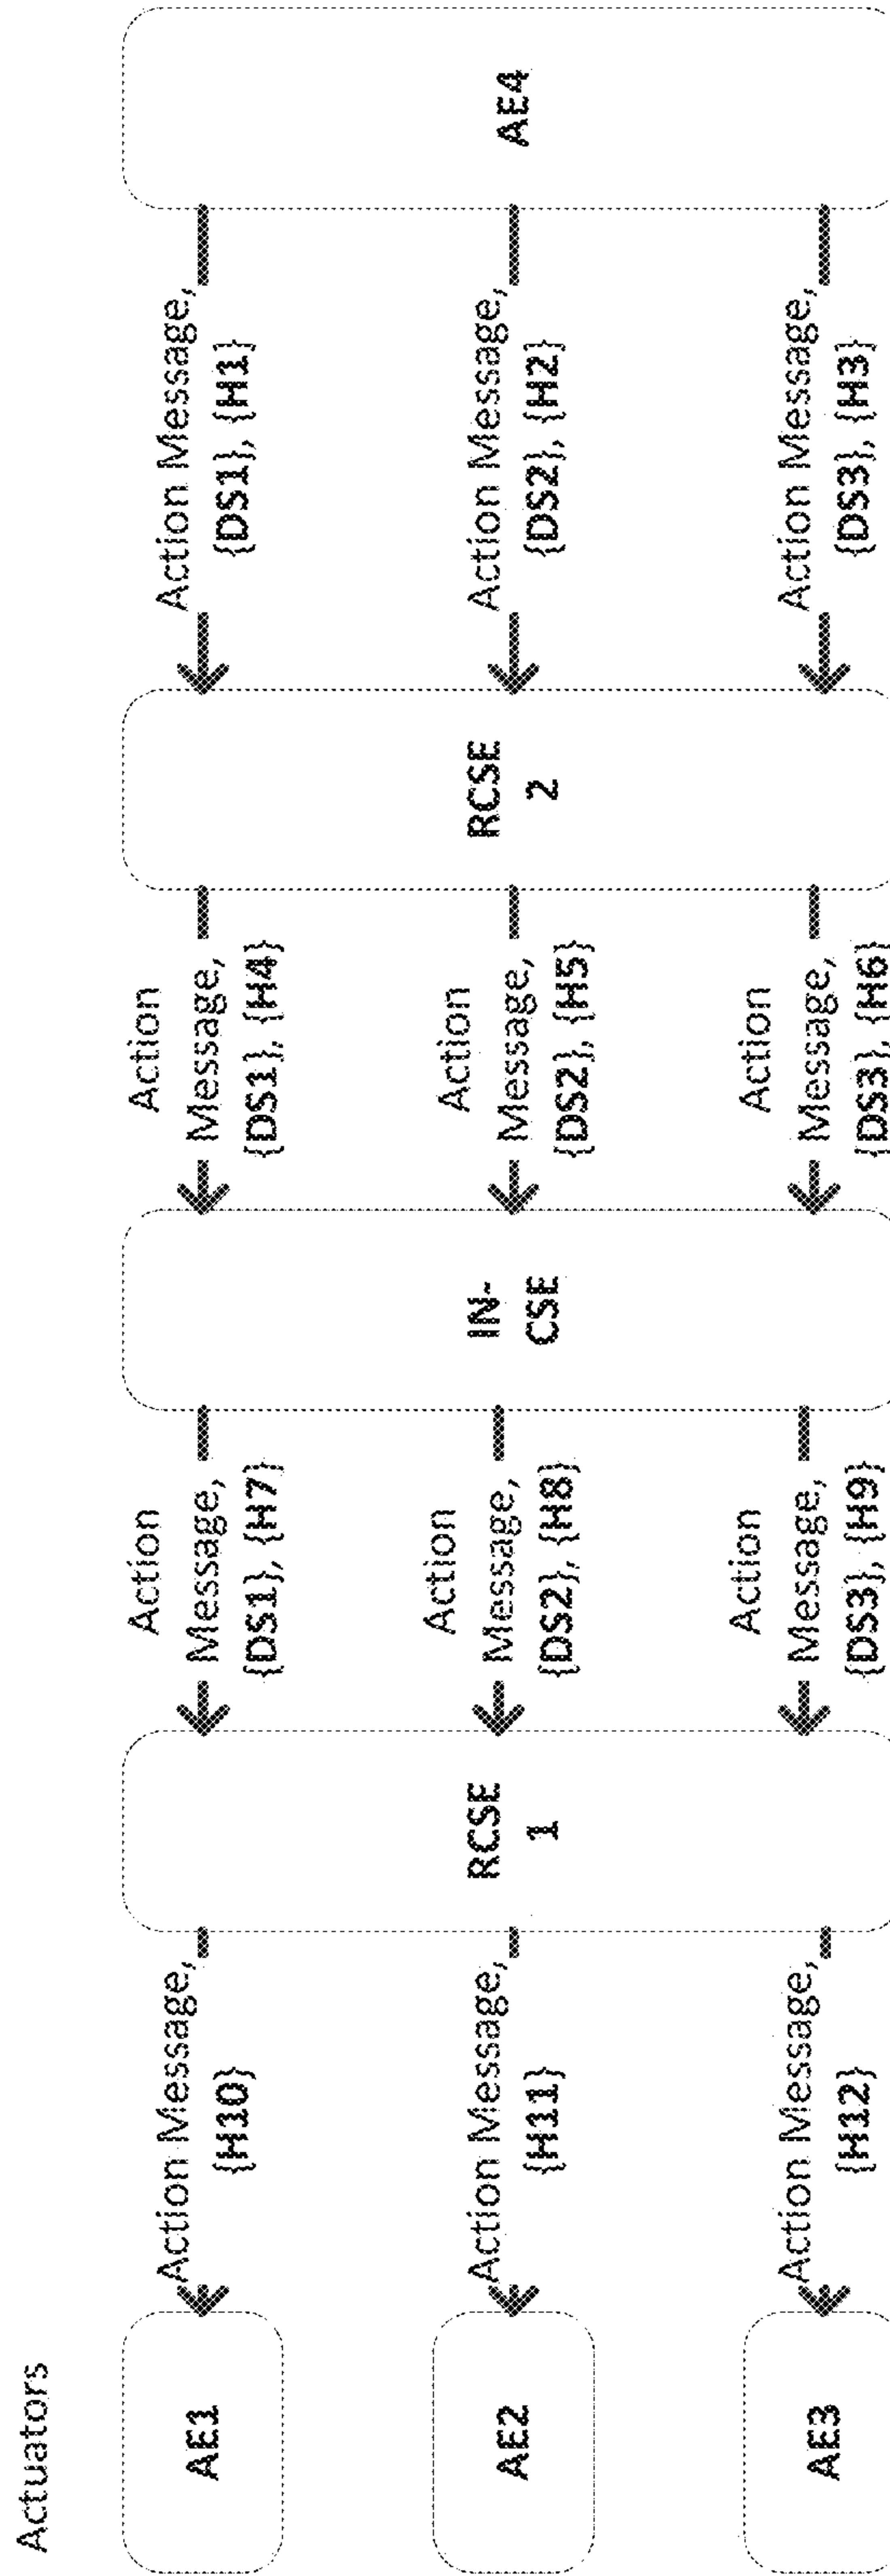 Actuators
AE1
Action Message,
{H10}
RCSE
1
Action
Message,
{DS1}, {H7}
IN-
CSE
Action
Message,
{DS1}, {H4}
RCSE
2
Action Message,
{DS1}, {H1}
AE4
AE2
Action Message,
{H11}
Action
Message,
{DS2}, {H8}
Action
Message,
{DS2}, {H5}
Action Message,
{DS2}, {H2}
AE3
Action Message,
{H12}
Action
Message,
{DS3}, {H9}
Action
Message,
{DS3}, {H6}
Action Message,
{DS3}, {H3}